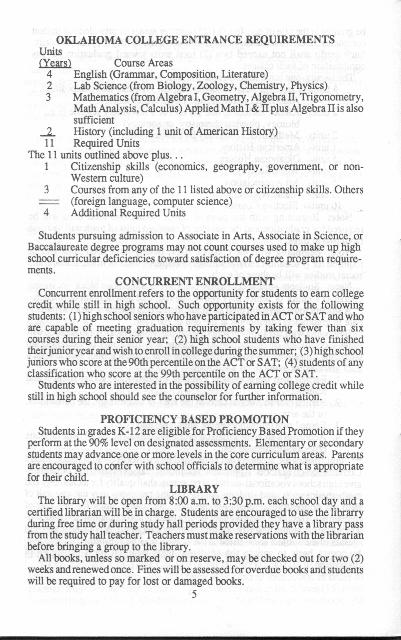 OKLAHOMA COLLEGE ENTRANCE REQUIREMENTS
Units
(Years) Course Areas
4 English (Grammar, Composition, Literature)
2 Lab Science (from Biology, Zoology, Chemistry, Physics)
3 Mathematics (from Algebra I, Geometry, Algebra II, Trigonometry,
Math Analysis, Calculus) Applied Math I & II plus Algebra II is also
sufficient
2 History (including 1 unit of American History)
11 Required Units
The 11 units outlined above plus. . .
1 Citizenship skills (economics, geography, government, or non-
Western culture)
3 Courses from any of the 11 listed above or citizenship skills. Others
(foreign language, computer science)
4 Additional Required Units
Students pursuing admission to Associate in Arts, Associate in Science, or
Baccalaureate degree programs may not count courses used to make up high
school curricular deficiencies toward satisfaction of degree program require-
ments.
CONCURRENT ENROLLMENT
Concurrent enrollment refers to the opportunity for students to earn college
credit while still in high school. Such opportunity exists for the following
students: (1) high school seniors who have participated in ACT or SAT and who
are capable of meeting graduation requirements by taking fewer than six
courses during their senior year; (2) high school students who have finished
their junior year and wish to enroll in college during the summer; (3) high school
juniors who score at the 90th percentile on the ACT or SAT; (4) students of any
classification who score at the 99th percentile on the ACT or SAT.
Students who are interested in the possibility of earning college credit while
still in high school should see the counselor for further information.
PROFICIENCY BASED PROMOTION
Students in grades K-12 are eligible for Proficiency Based Promotion if they
perform at the 90% level on designated assessments. Elementary or secondary
students may advance one or more levels in the core curriculum areas. Parents
are encouraged to confer with school officials to determine what is appropriate
for their child.
LIBRARY
The library will be open from 8:00 a.m. to 3:30 p.m. each school day and a
certified librarian will be in charge. Students are encouraged to use the librarry
during free time or during study hall periods provided they have a library pass
from the study hall teacher. Teachers must make reservations with the librarian
before bringing a group to the library.
All books, unless so marked or on reserve, may be checked out for two (2)
weeks and renewed once. Fines will be assessed for overdue books and students
will be required to pay for lost or damaged books.
5